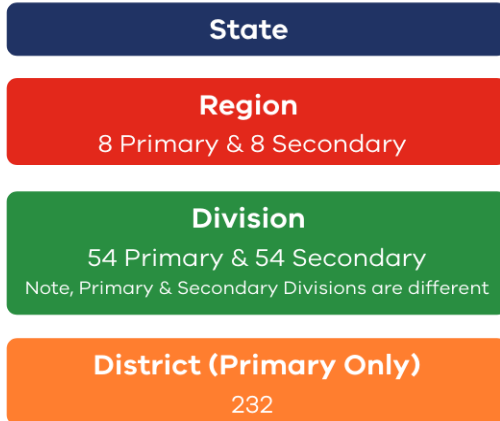 State
Region
8 Primary & 8 Secondary
Division
54 Primary & 54 Secondary
Note, Primary & Secondary Divisions are different
District (Primary Only)
232